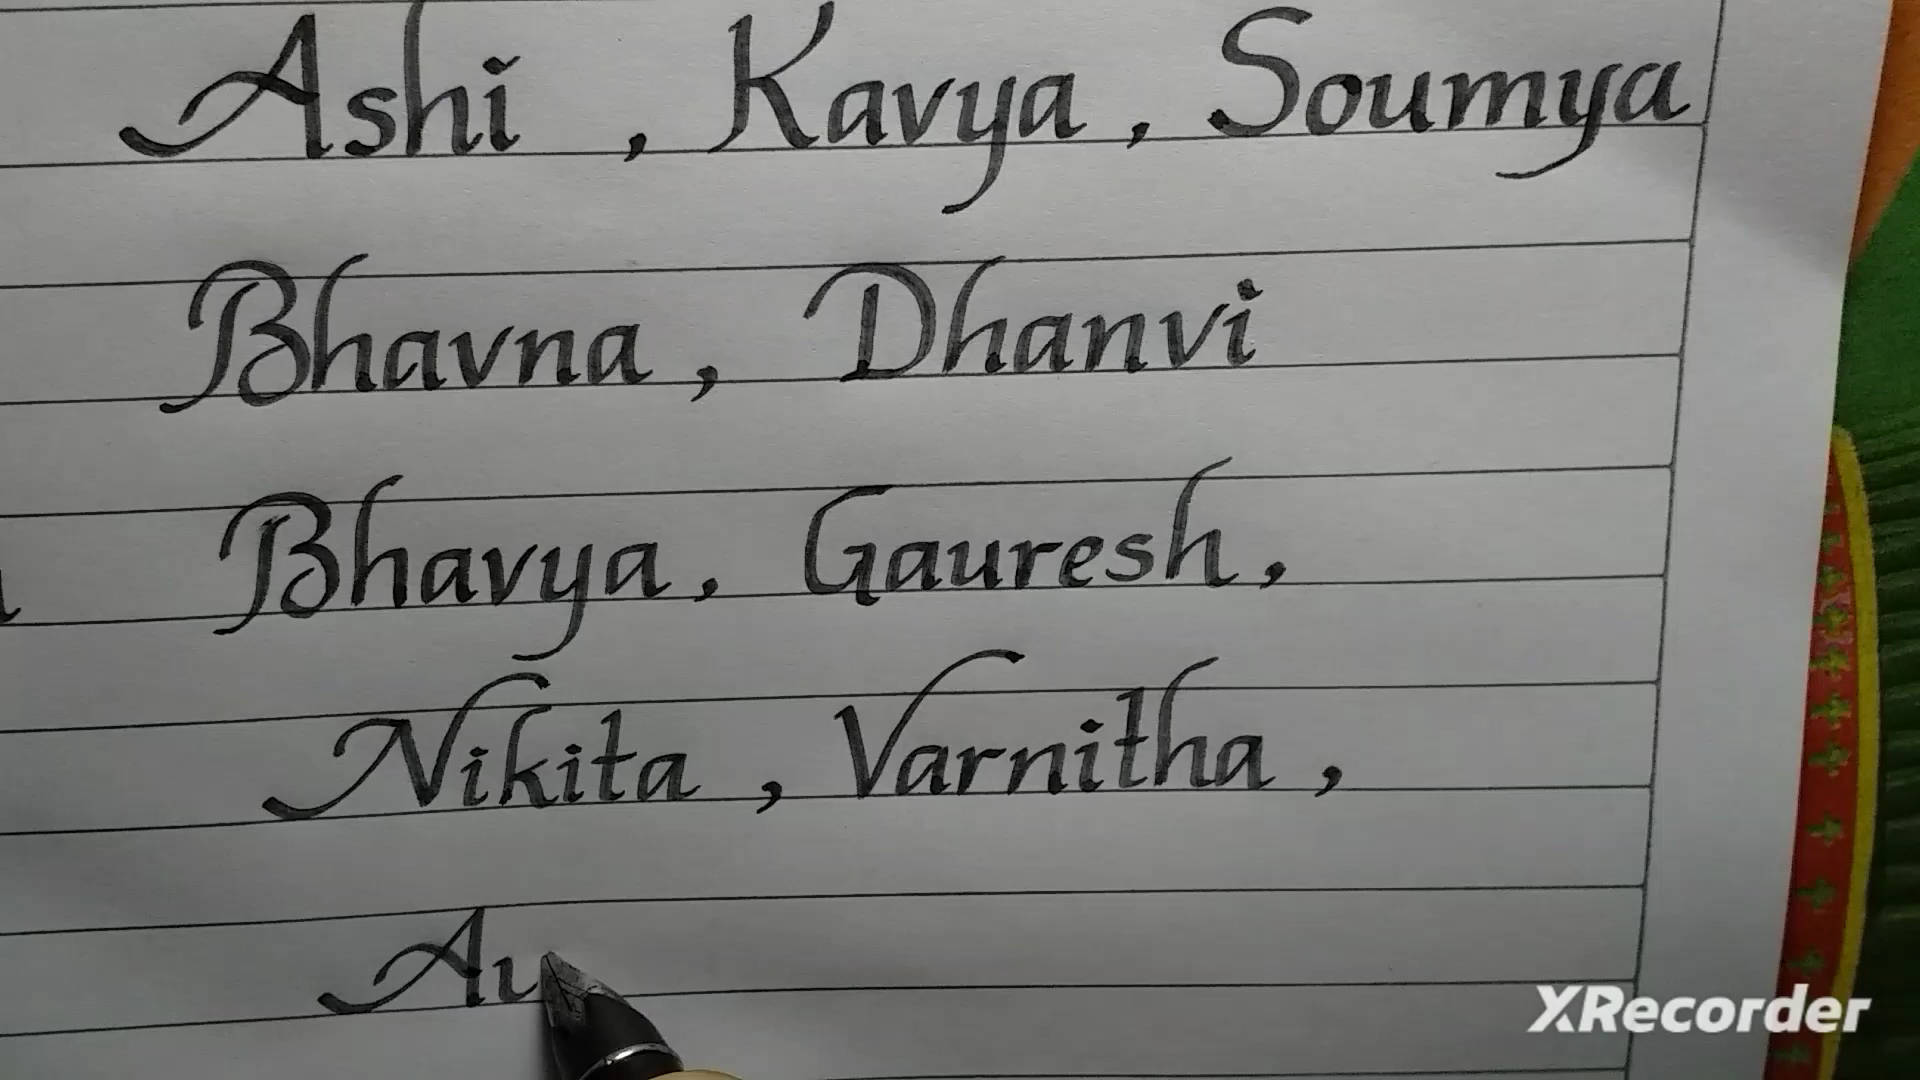 Ashi , Kavya, Soumya
Bhavna, Dhanvi
Bhavya, Gauresh,
Nikita, Varnitha,
XRecorder